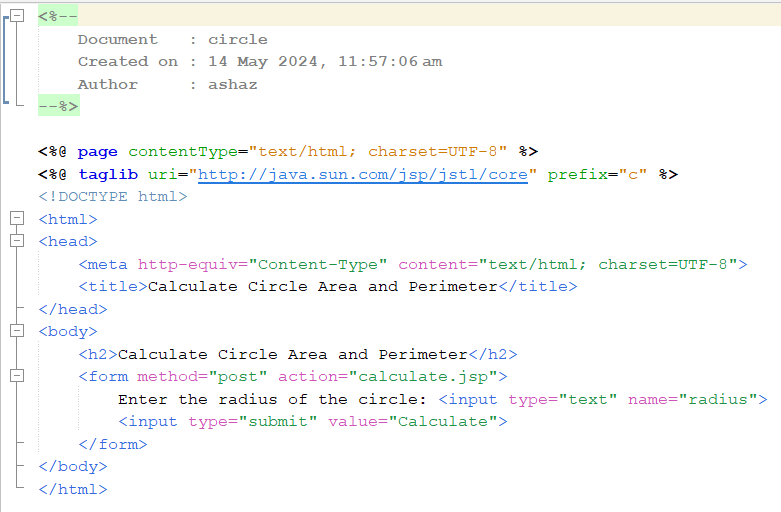 <%--
    Document   : circle
    Created on : 14 May 2024, 11:57:06 am
    Author     : ashaz
--%>

<%@ page contentType="text/html; charset=UTF-8" %>
<%@ taglib uri="http://java.sun.com/jsp/jstl/core" prefix="c" %>
<!DOCTYPE html>
<html>
<head>
    <meta http-equiv="Content-Type" content="text/html; charset=UTF-8">
    <title>Calculate Circle Area and Perimeter</title>
</head>
<body>
    <h2>Calculate Circle Area and Perimeter</h2>
    <form method="post" action="calculate.jsp">
        Enter the radius of the circle: <input type="text" name="radius">
        <input type="submit" value="Calculate">
    </form>
</body>
</html>